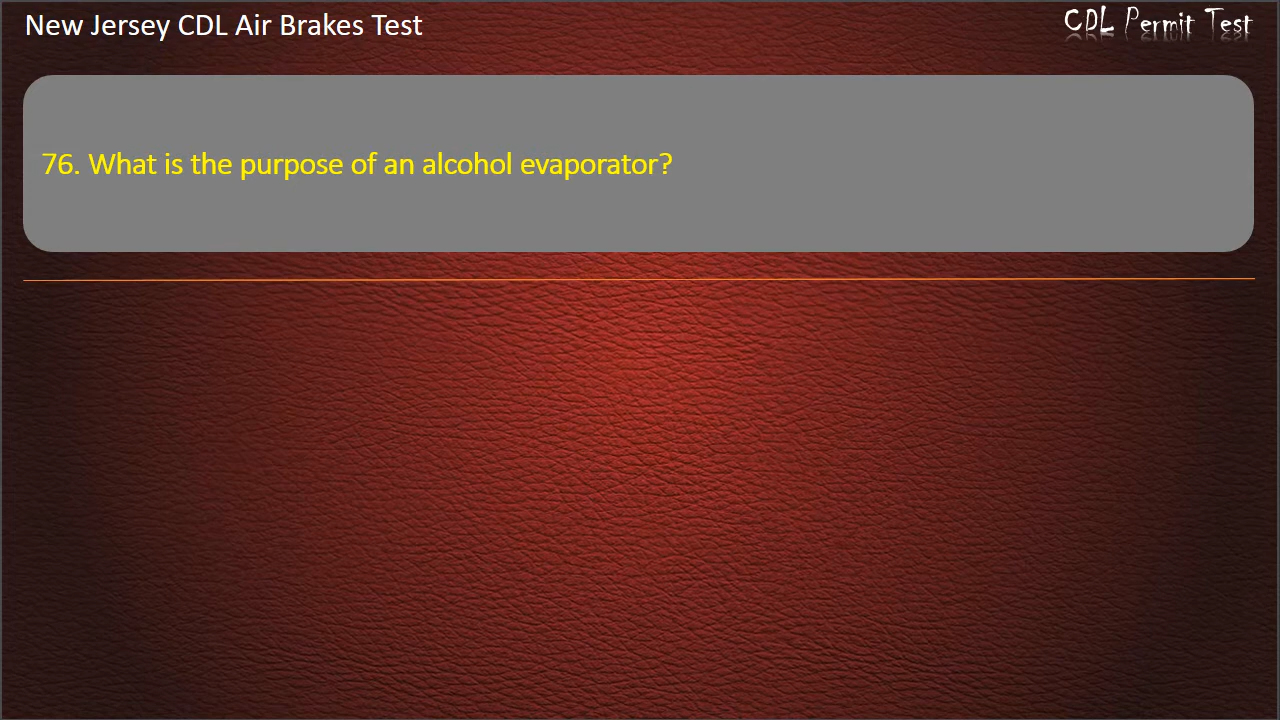 New Jersey CDL Air Brakes Test
CDL Permit Test
76. What is the purpose of an alcohol evaporator?